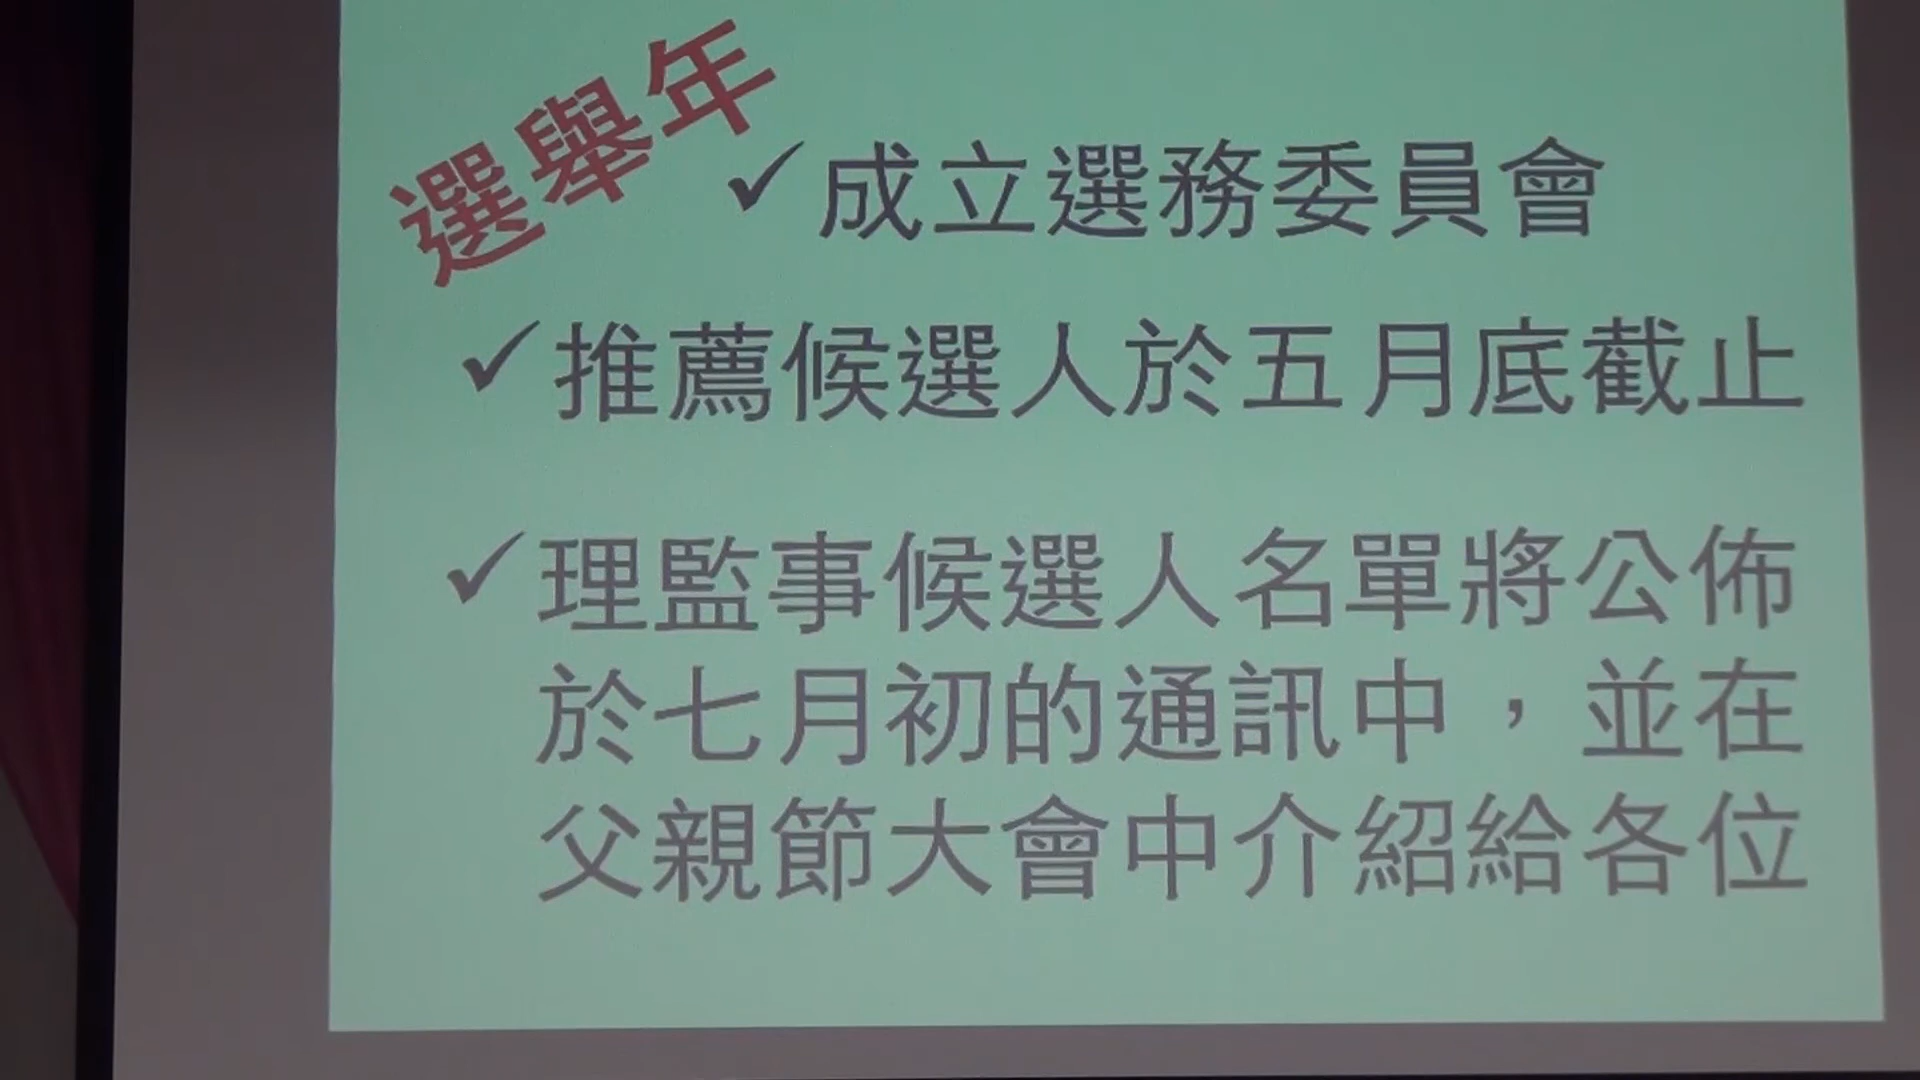 選舉年
✓成立選務委員會
✓推薦候選人於五月底截止
✓理監事候選人名單將公佈
於七月初的通訊中，並在
父親節大會中介紹給各位